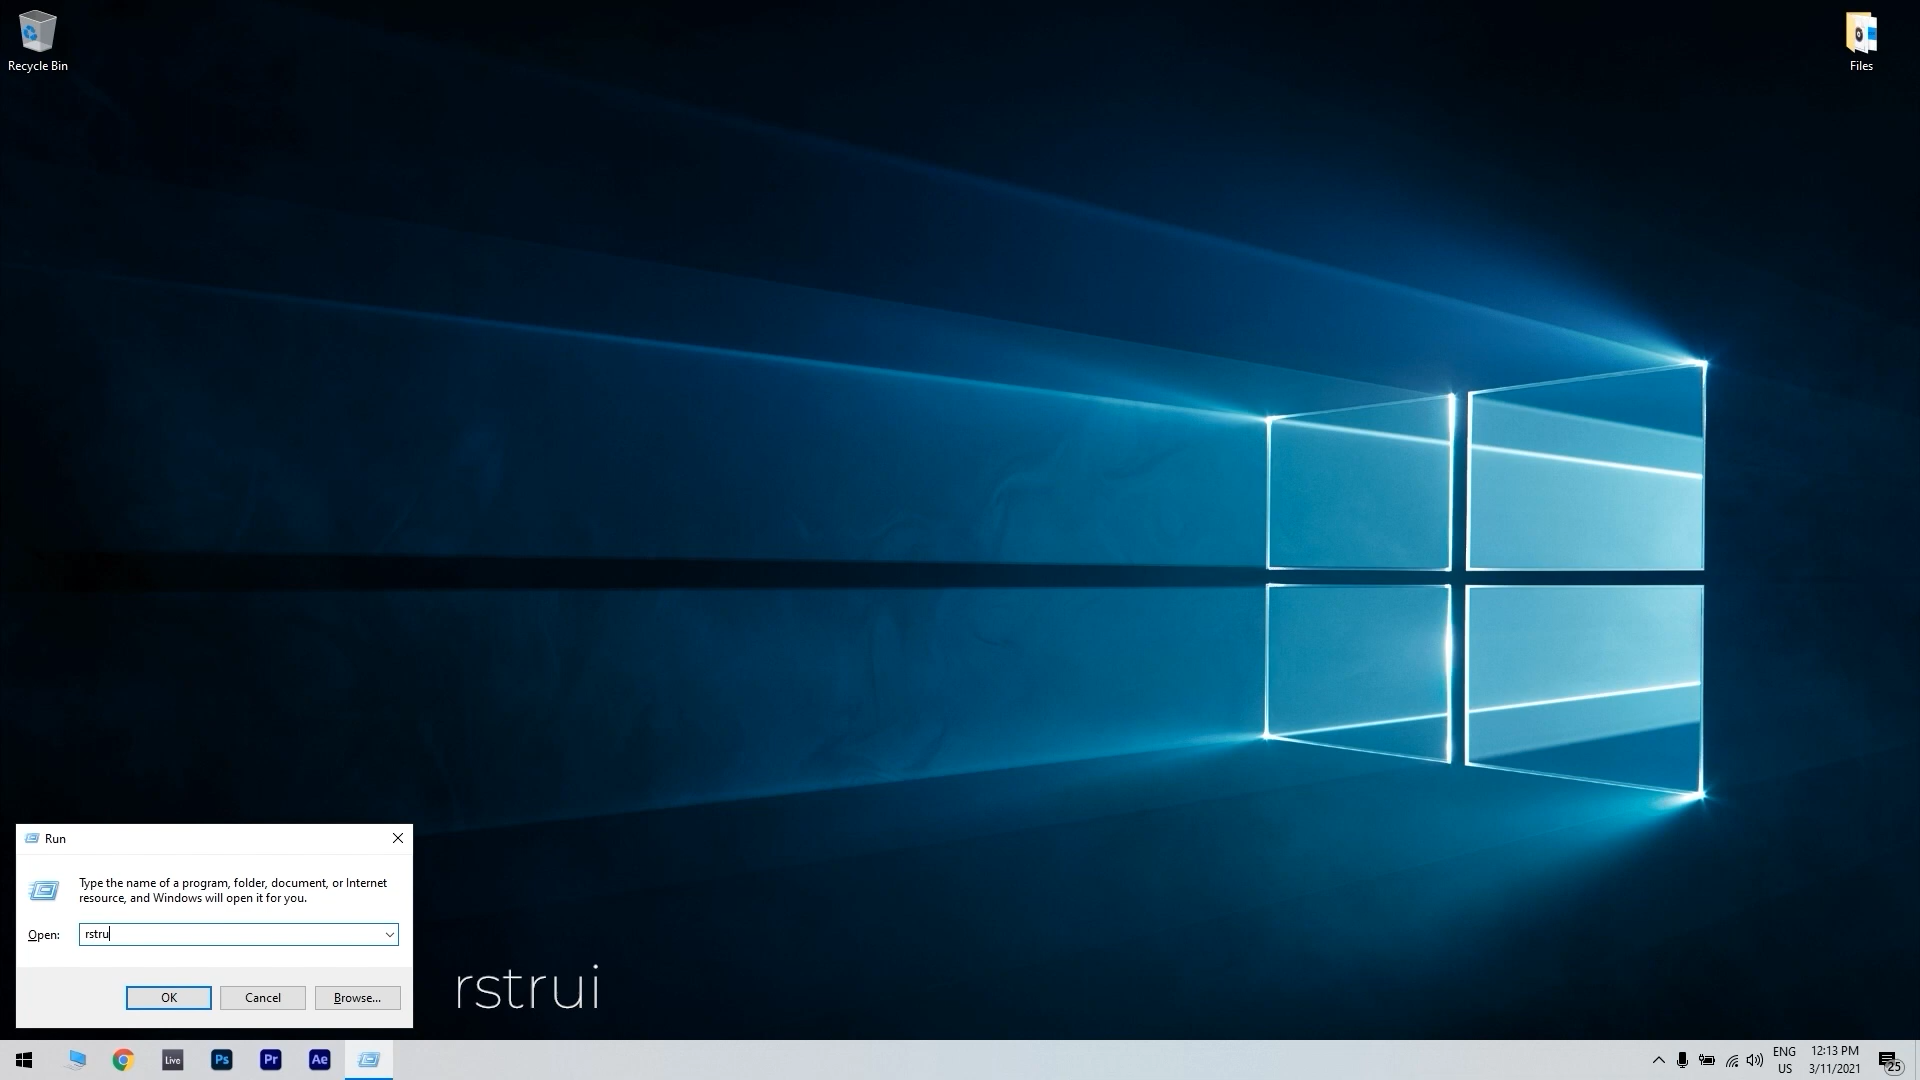 Recycle Bin
Files
Run
Type the name of a program, folder, document, or Internet
resource, and Windows will open it for you.
Open:
rstru
OK
Cancel
Browse...
rstrui
Live
Ps
Pr
Ae
ENG
US
12:13 PM
3/11/2021
25